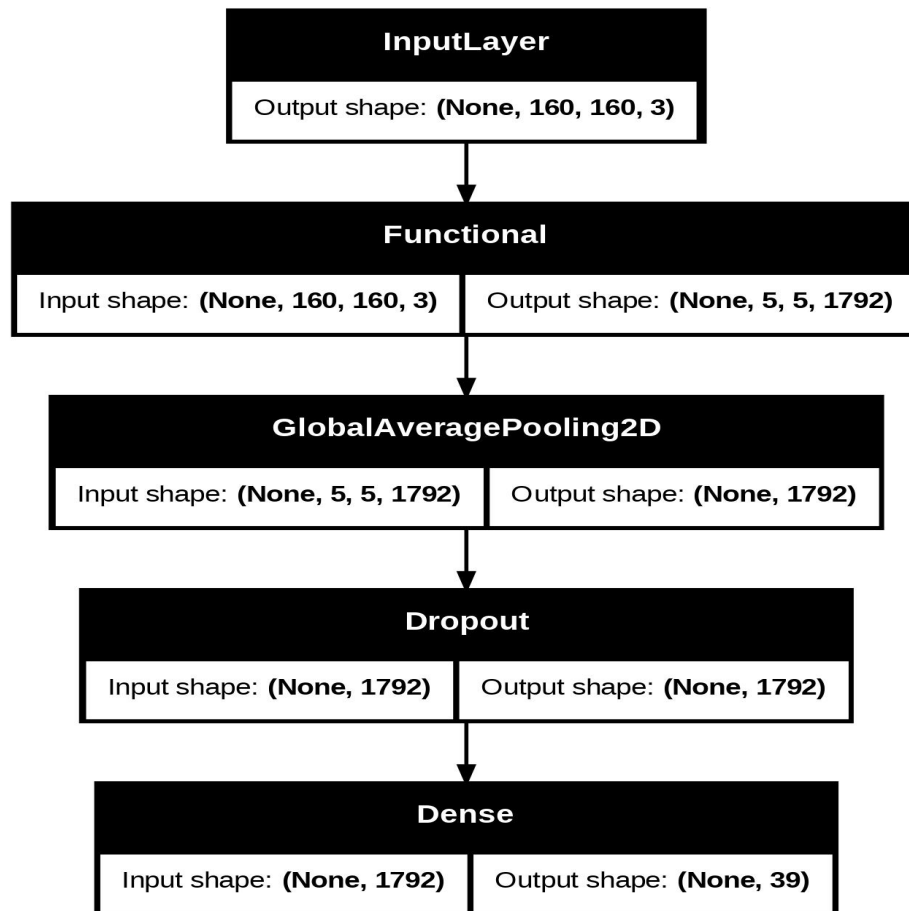 InputLayer
Output shape: (None, 160, 160, 3)
Functional
Input shape: (None, 160, 160, 3) Output shape: (None, 5, 5, 1792)
GlobalAveragePooling2D
Input shape: (None, 5, 5, 1792) Output shape: (None, 1792)
Dropout
Input shape: (None, 1792) Output shape: (None, 1792)
Dense
Input shape: (None, 1792) Output shape: (None, 39)